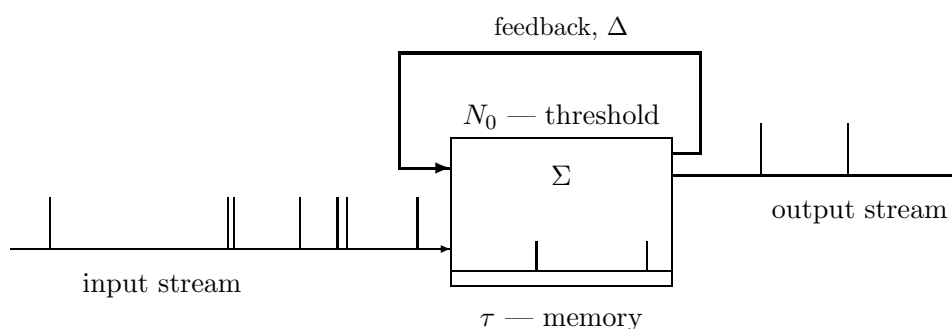 feedback, Δ
N₀ — threshold
Σ
output stream
input stream
τ — memory